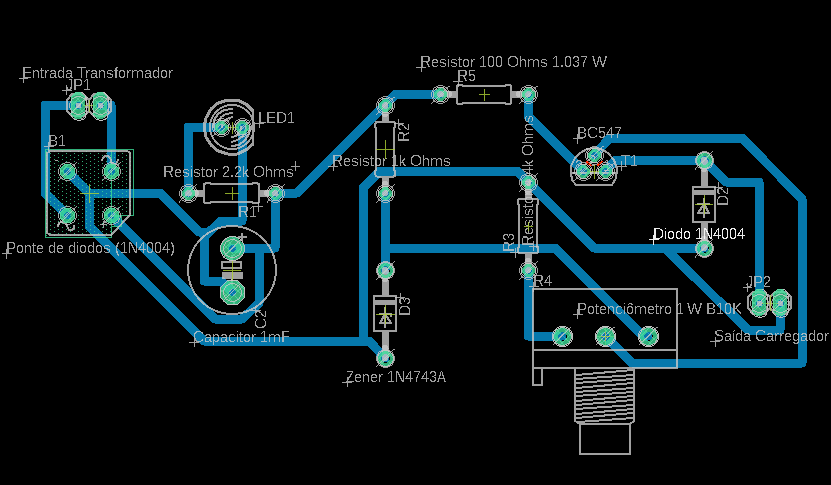 Resistor 100 Ohms 1.037 W
R5
Entrada Transformador
JP1
LED1
R2
BC547
T1
B1
Resistor 2.2k Ohms
Resistor 1k Ohms
Resistor 1k Ohms
R1
D2
Diodo 1N4004
R3
Ponte de diodos (1N4004)
R4
JP2
C2
D3
Potenciômetro 1 W B10K
Capacitor 1mF
Saída Carregador
Zener 1N4743A